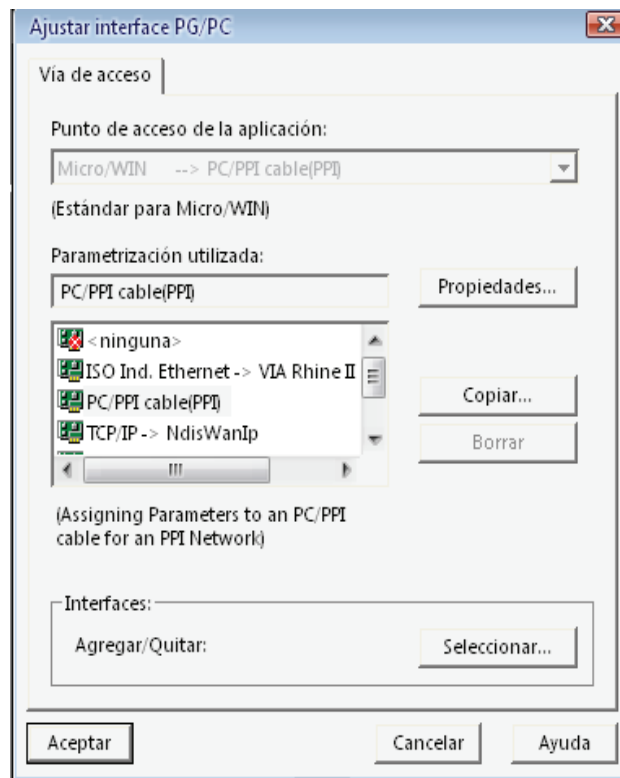 Ajustar interface PG/PC
Vía de acceso
Punto de acceso de la aplicación:
Micro/WIN --> PC/PPI cable(PPI)
(Estándar para Micro/WIN)
Parametrización utilizada:
PC/PPI cable(PPI)
Propiedades...
<ninguna>
ISO Ind. Ethernet -> VIA Rhine II
PC/PPI cable(PPI)
TCP/IP -> NdisWanIp
Copiar...
Borrar
(Assigning Parameters to an PC/PPI
cable for an PPI Network)
Interfaces:
Agregar/Quitar:
Seleccionar...
Aceptar
Cancelar
Ayuda